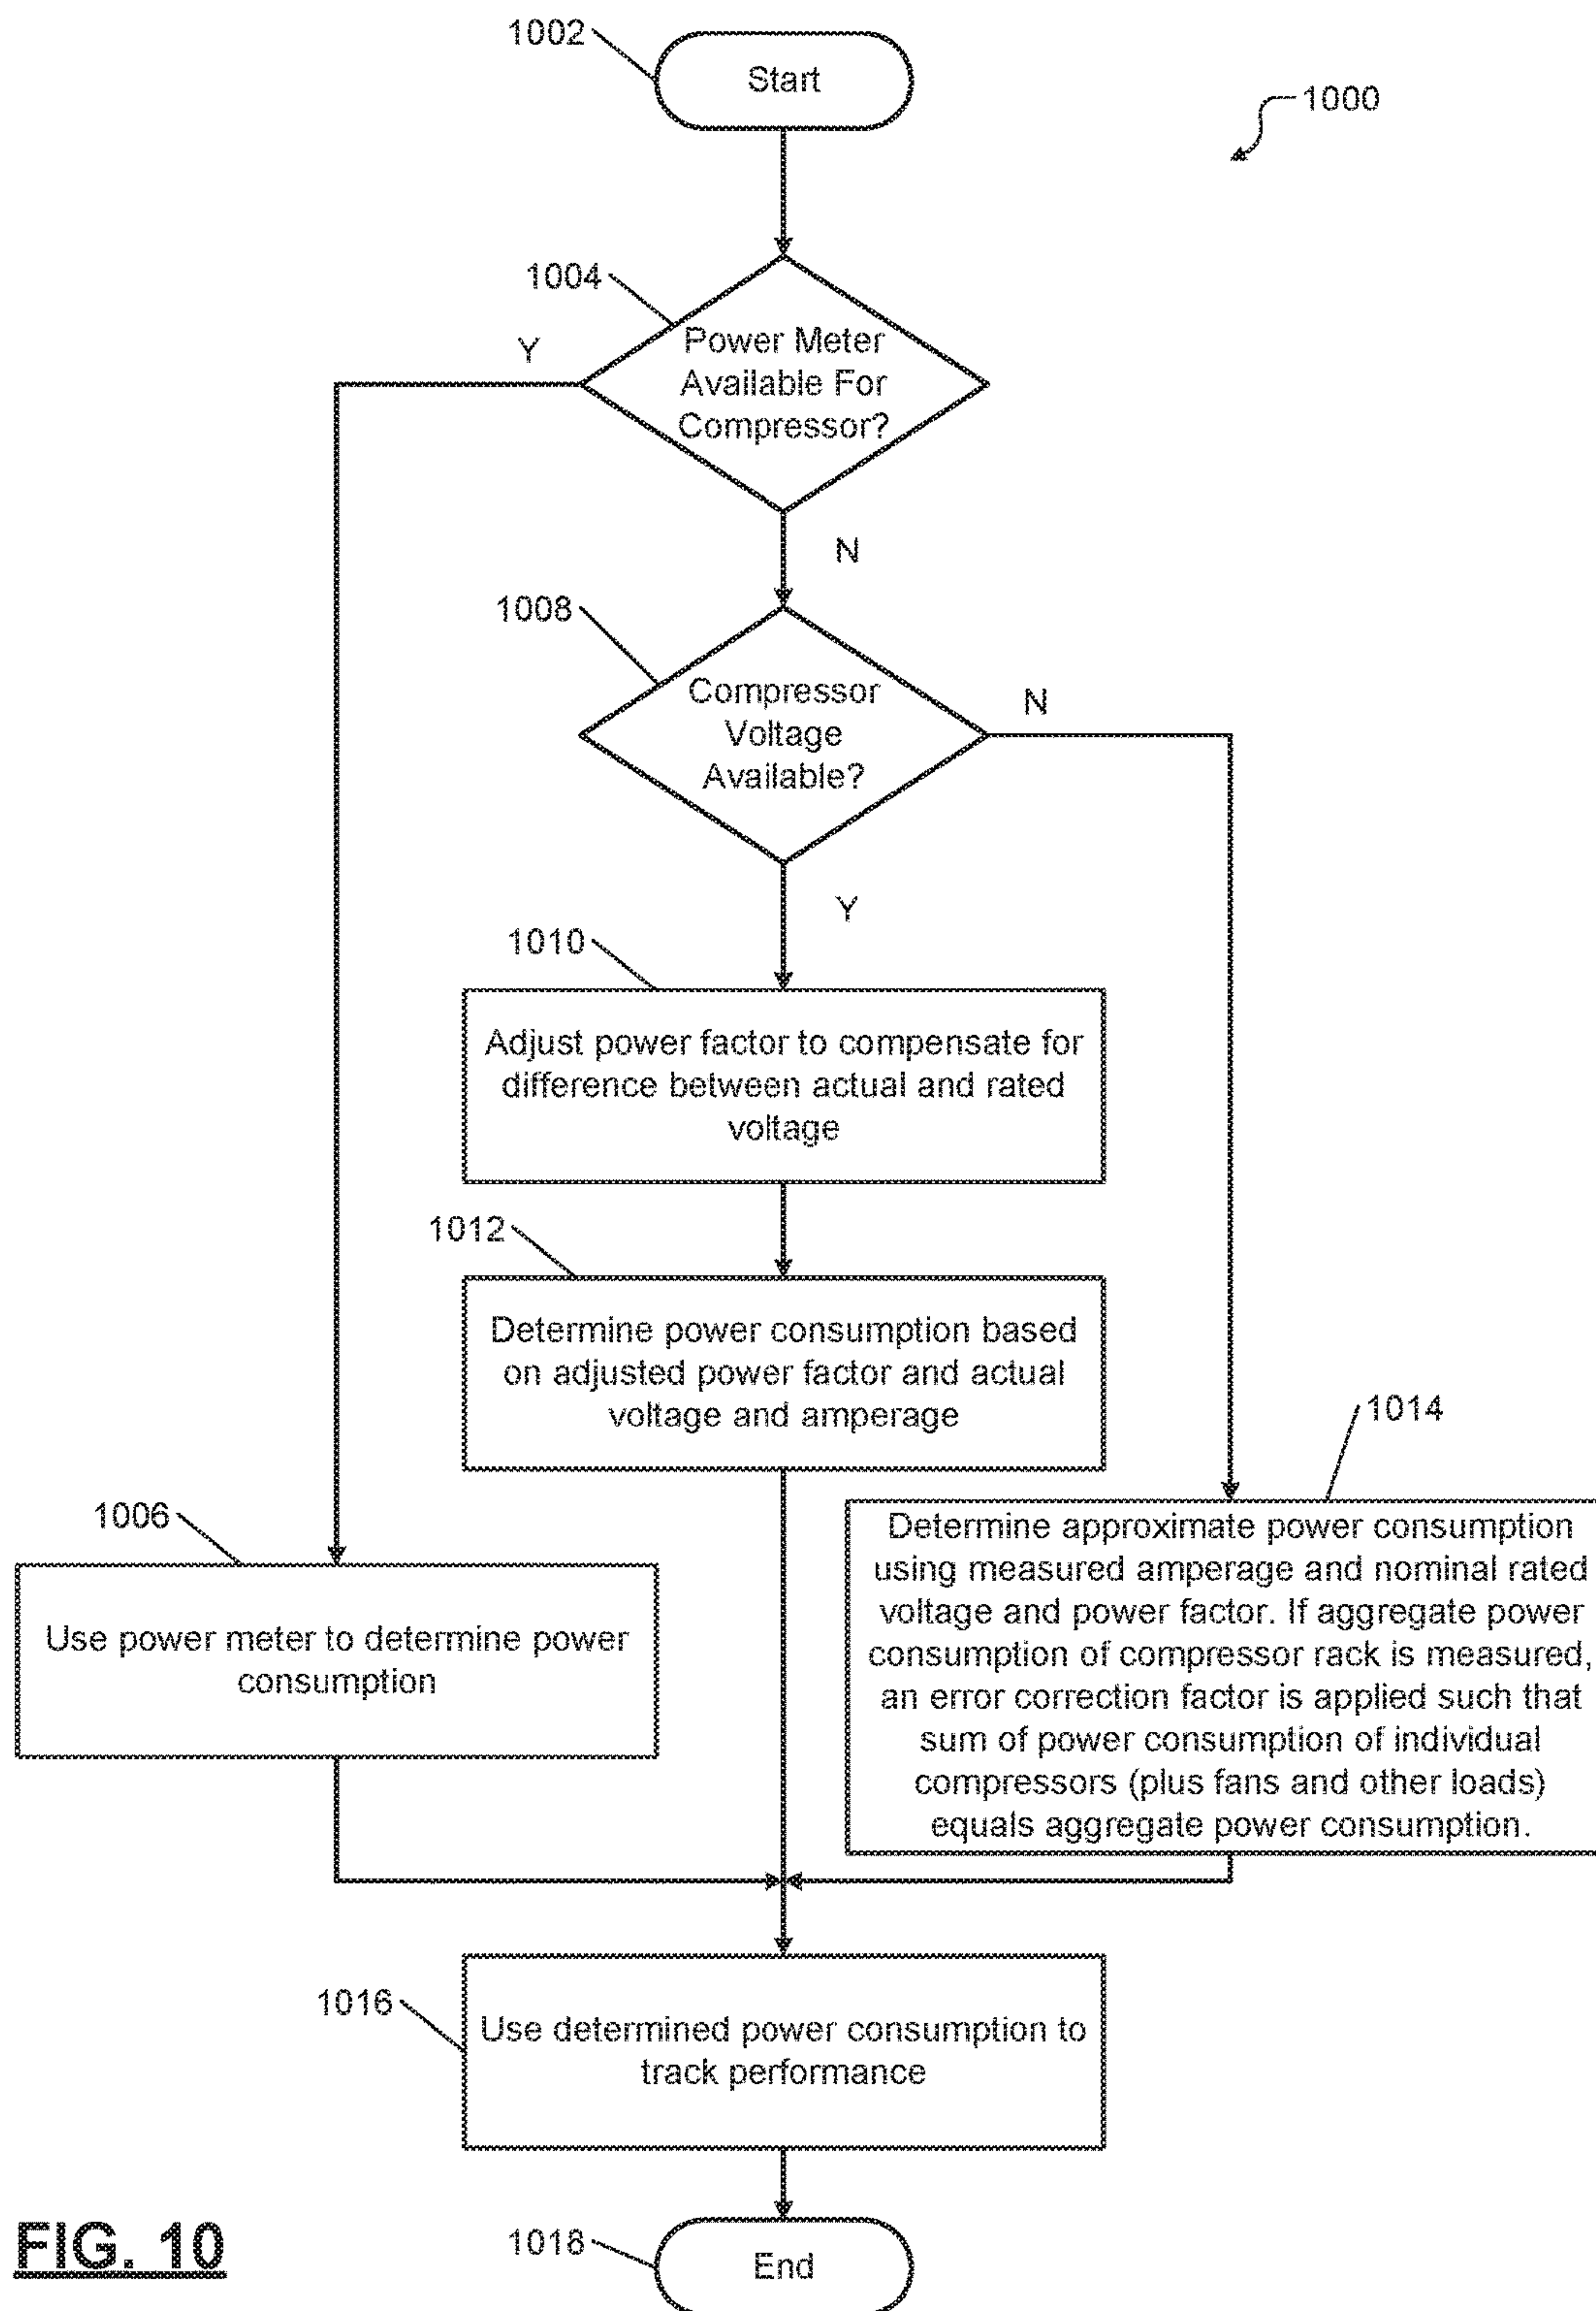 1002
Start
1000
1004
Power Meter
Available For
Compressor?
Y
N
1008
Compressor
Voltage
Available?
N
Y
1010
Adjust power factor to compensate for
difference between actual and rated
voltage
1012
Determine power consumption based
on adjusted power factor and actual
voltage and amperage
1014
Determine approximate power consumption
using measured amperage and nominal rated
voltage and power factor. If aggregate power
consumption of compressor rack is measured,
an error correction factor is applied such that
sum of power consumption of individual
compressors (plus fans and other loads)
equals aggregate power consumption.
1006
Use power meter to determine power
consumption
1016
Use determined power consumption to
track performance
1018
End
FIG. 10